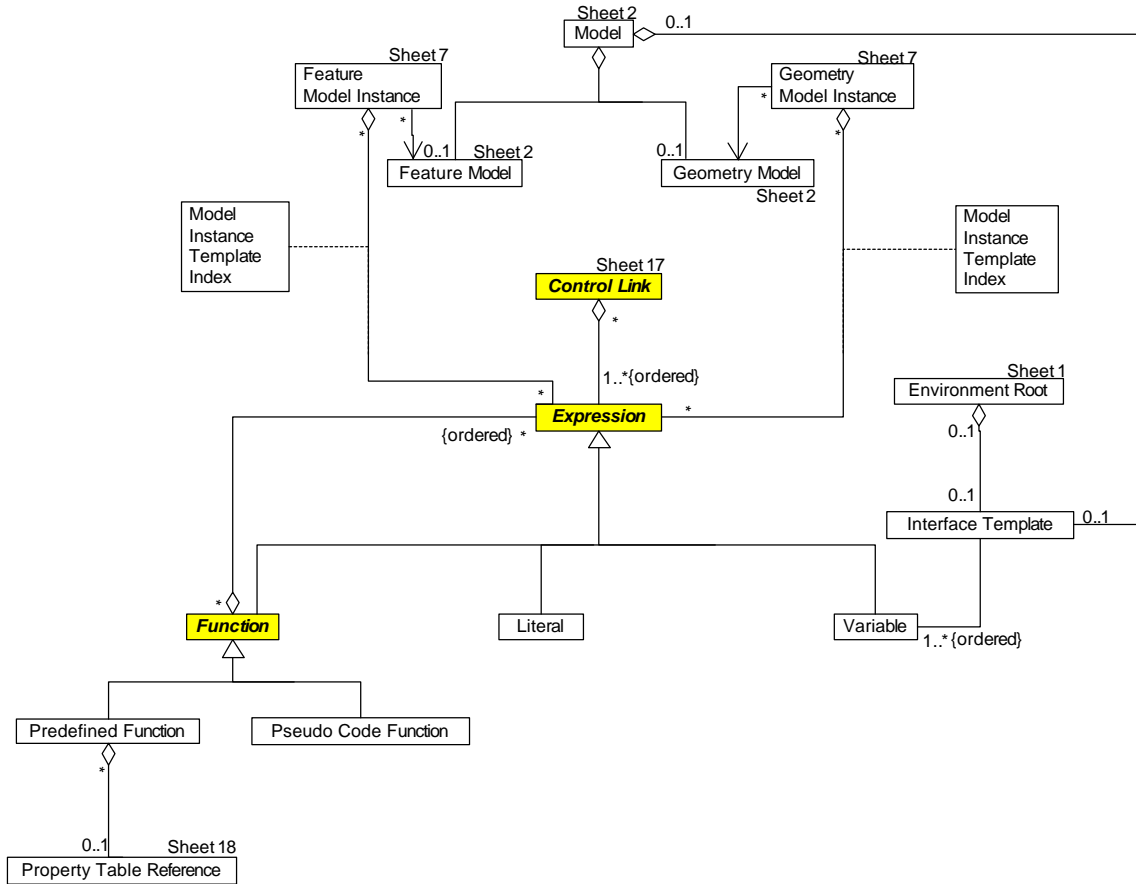 Sheet 2
Model
0..1
Sheet 7
Feature
Model Instance
*
*
0..1
Sheet 2
Feature Model
Sheet 7
Geometry
Model Instance
*
*
0..1
Geometry Model
Sheet 2
Model
Instance
Template
Index
Model
Instance
Template
Index
Sheet 17
Control Link
*
1..*{ordered}
*
Expression
*
{ordered} *
Sheet 1
Environment Root
0..1
0..1
Interface Template
0..1
*
Function
Literal
Variable
1..*{ordered}
Predefined Function
Pseudo Code Function
*
0..1
Sheet 18
Property Table Reference